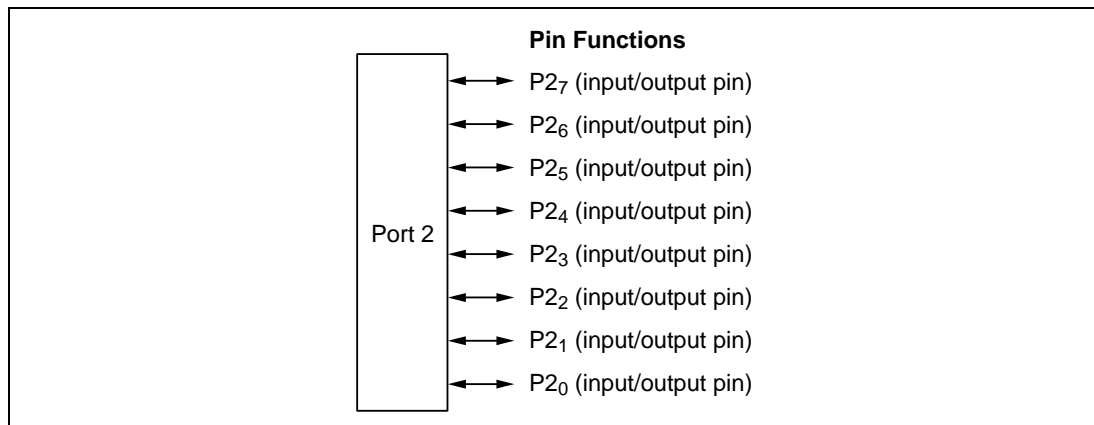 Pin Functions
P2₇ (input/output pin)
P2₆ (input/output pin)
P2₅ (input/output pin)
P2₄ (input/output pin)
Port 2
P2₃ (input/output pin)
P2₂ (input/output pin)
P2₁ (input/output pin)
P2₀ (input/output pin)